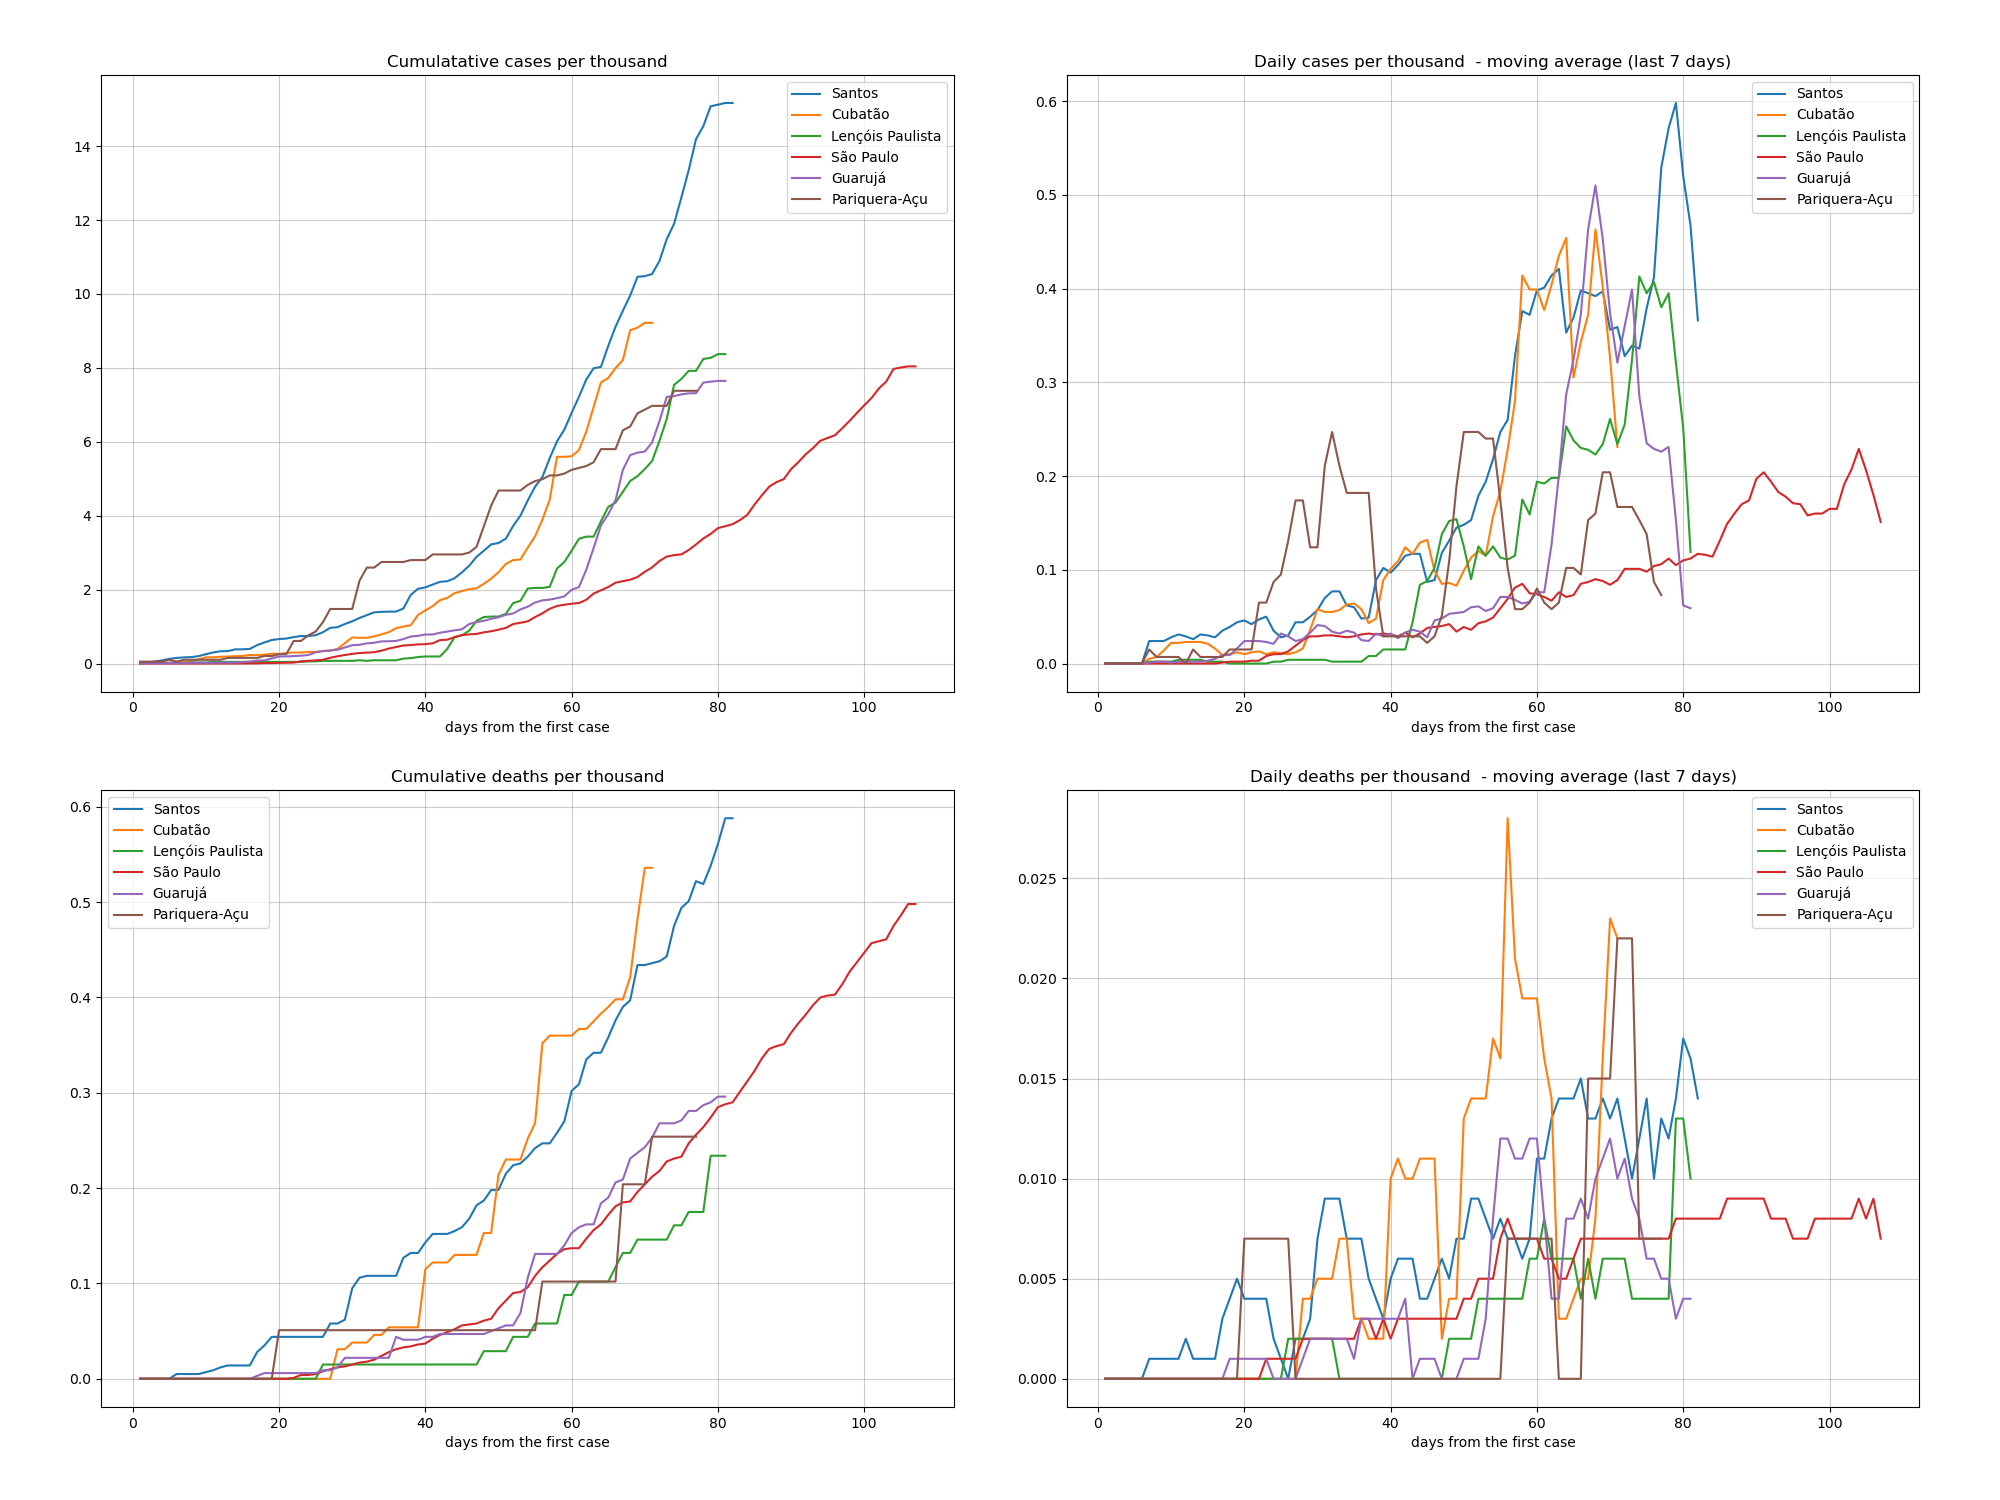 Cumulatative cases per thousand
14
12
10
8
6
4
2
0
0 20 40 60 80 100
days from the first case
Santos
Cubatão
Lençóis Paulista
São Paulo
Guarujá
Pariquera-Açu
Daily cases per thousand  - moving average (last 7 days)
0.6
0.5
0.4
0.3
0.2
0.1
0.0
0 20 40 60 80 100
days from the first case
Santos
Cubatão
Lençóis Paulista
São Paulo
Guarujá
Pariquera-Açu
Cumulative deaths per thousand
0.6
0.5
0.4
0.3
0.2
0.1
0.0
0 20 40 60 80 100
days from the first case
Santos
Cubatão
Lençóis Paulista
São Paulo
Guarujá
Pariquera-Açu
Daily deaths per thousand  - moving average (last 7 days)
0.025
0.020
0.015
0.010
0.005
0.000
0 20 40 60 80 100
days from the first case
Santos
Cubatão
Lençóis Paulista
São Paulo
Guarujá
Pariquera-Açu